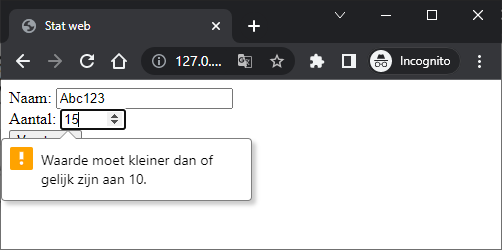 Stat web
127.0....
Incognito
Naam: Abc123
Aantal: 15
Waarde moet kleiner dan of
gelijk zijn aan 10.